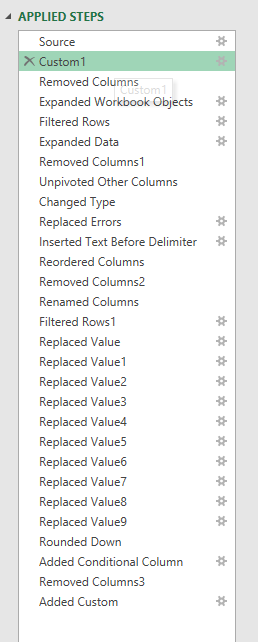 APPLIED STEPS
Source
Custom1
Removed Columns
Custom1
Expanded Workbook Objects
Filtered Rows
Expanded Data
Removed Columns1
Unpivoted Other Columns
Changed Type
Replaced Errors
Inserted Text Before Delimiter
Reordered Columns
Removed Columns2
Renamed Columns
Filtered Rows1
Replaced Value
Replaced Value1
Replaced Value2
Replaced Value3
Replaced Value4
Replaced Value5
Replaced Value6
Replaced Value7
Replaced Value8
Replaced Value9
Rounded Down
Added Conditional Column
Removed Columns3
Added Custom